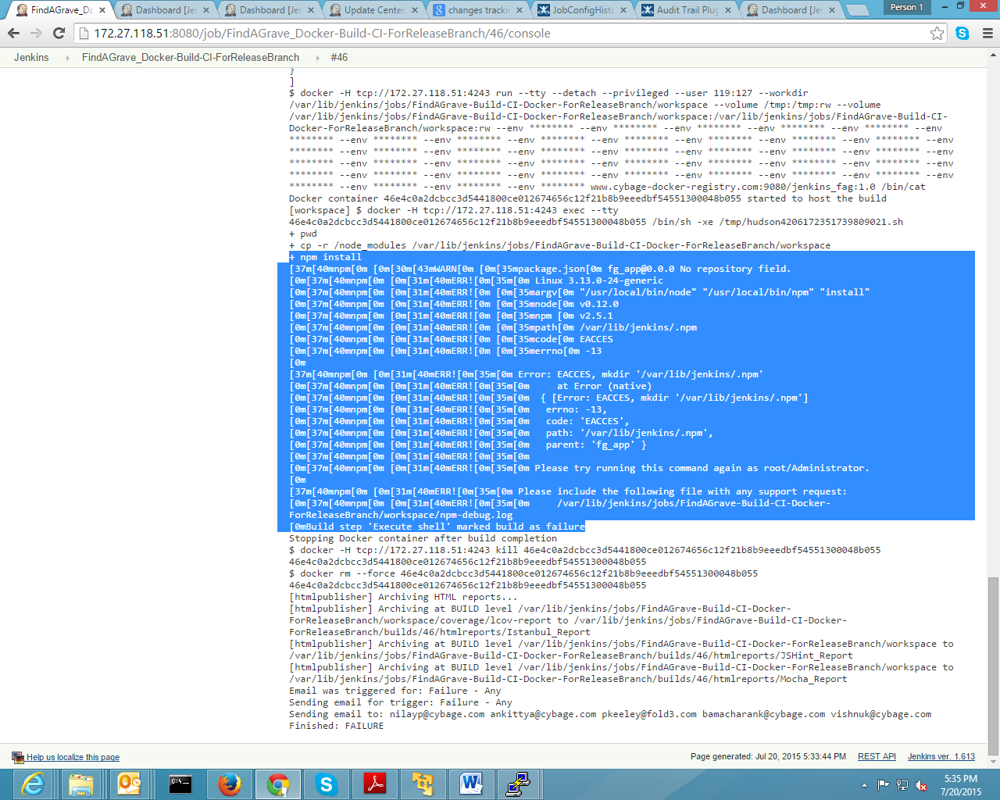 FindAGrave_Do
Dashboard [Jer
Dashboard [Jer
Update Center
changes trackin
JobConfigHisto
Audit Trail Plug
Dashboard [Jer
Person 1
172.27.118.51:8080/job/FindAGrave_Docker-Build-CI-ForReleaseBranch/46/console
Jenkins FindAGrave_Docker-Build-CI-ForReleaseBranch #46
}
]
$ docker -H tcp://172.27.118.51:4243 run --tty --detach --privileged --user 119:127 --workdir
/var/lib/jenkins/jobs/FindAGrave-Build-CI-Docker-ForReleaseBranch/workspace --volume /tmp:/tmp:rw --volume
/var/lib/jenkins/jobs/FindAGrave-Build-CI-Docker-ForReleaseBranch/workspace:/var/lib/jenkins/jobs/FindAGrave-Build-CI-
Docker-ForReleaseBranch/workspace:rw --env ******** --env ******** --env ******** --env ******** --env ******** --env
******** --env ******** --env ******** --env ******** --env ******** --env ******** --env ******** --env ******** --env
******** --env ******** --env ******** --env ******** --env ******** --env ******** --env ******** --env ******** --env
******** --env ******** --env ******** --env ******** --env ******** --env ******** --env ******** --env ******** --env
******** --env ******** --env ******** --env ******** --env ******** --env ******** --env ******** --env ******** --env
******** --env ******** --env ******** --env ******** www.cybage-docker-registry.com:9080/jenkins_fag:1.0 /bin/cat
Docker container 46e4c0a2dcbcc3d5441800ce012674656c12f21b8b9eeedbf54551300048b055 started to host the build
[workspace] $ docker -H tcp://172.27.118.51:4243 exec --tty
46e4c0a2dcbcc3d5441800ce012674656c12f21b8b9eeedbf54551300048b055 /bin/sh -xe /tmp/hudson4206172351739809021.sh
+ pwd
+ cp -r /node_modules /var/lib/jenkins/jobs/FindAGrave-Build-CI-Docker-ForReleaseBranch/workspace
+ npm install
[37m[40mnpm[0m [0m[30m[43mWARN[0m [0m[35mpackage.json[0m fg_app@0.0.0 No repository field.
[0m[37m[40mnpm[0m [0m[31m[40mERR![0m[35m[0m Linux 3.13.0-24-generic
[0m[37m[40mnpm[0m [0m[31m[40mERR![0m [0m[35margv[0m "/usr/local/bin/node" "/usr/local/bin/npm" "install"
[0m[37m[40mnpm[0m [0m[31m[40mERR![0m [0m[35mnode[0m v0.12.0
[0m[37m[40mnpm[0m [0m[31m[40mERR![0m [0m[35mnpm [0m v2.5.1
[0m[37m[40mnpm[0m [0m[31m[40mERR![0m [0m[35mpath[0m /var/lib/jenkins/.npm
[0m[37m[40mnpm[0m [0m[31m[40mERR![0m [0m[35mcode[0m EACCES
[0m[37m[40mnpm[0m [0m[31m[40mERR![0m [0m[35merrno[0m -13
[0m
[37m[40mnpm[0m [0m[31m[40mERR![0m[35m[0m Error: EACCES, mkdir '/var/lib/jenkins/.npm'
[0m[37m[40mnpm[0m [0m[31m[40mERR![0m[35m[0m at Error (native)
[0m[37m[40mnpm[0m [0m[31m[40mERR![0m[35m[0m { [Error: EACCES, mkdir '/var/lib/jenkins/.npm']
[0m[37m[40mnpm[0m [0m[31m[40mERR![0m[35m[0m errno: -13,
[0m[37m[40mnpm[0m [0m[31m[40mERR![0m[35m[0m code: 'EACCES',
[0m[37m[40mnpm[0m [0m[31m[40mERR![0m[35m[0m path: '/var/lib/jenkins/.npm',
[0m[37m[40mnpm[0m [0m[31m[40mERR![0m[35m[0m parent: 'fg_app' }
[0m[37m[40mnpm[0m [0m[31m[40mERR![0m[35m[0m
[0m[37m[40mnpm[0m [0m[31m[40mERR![0m[35m[0m Please try running this command again as root/Administrator.
[0m
[37m[40mnpm[0m [0m[31m[40mERR![0m[35m[0m Please include the following file with any support request:
[0m[37m[40mnpm[0m [0m[31m[40mERR![0m[35m[0m /var/lib/jenkins/jobs/FindAGrave-Build-CI-Docker-
ForReleaseBranch/workspace/npm-debug.log
[0mBuild step 'Execute shell' marked build as failure
Stopping Docker container after build completion
$ docker -H tcp://172.27.118.51:4243 kill 46e4c0a2dcbcc3d5441800ce012674656c12f21b8b9eeedbf54551300048b055
46e4c0a2dcbcc3d5441800ce012674656c12f21b8b9eeedbf54551300048b055
$ docker rm --force 46e4c0a2dcbcc3d5441800ce012674656c12f21b8b9eeedbf54551300048b055
46e4c0a2dcbcc3d5441800ce012674656c12f21b8b9eeedbf54551300048b055
[htmlpublisher] Archiving HTML reports...
[htmlpublisher] Archiving at BUILD level /var/lib/jenkins/jobs/FindAGrave-Build-CI-Docker-
ForReleaseBranch/workspace/coverage/lcov-report to /var/lib/jenkins/jobs/FindAGrave-Build-CI-Docker-
ForReleaseBranch/builds/46/htmlreports/Istanbul_Report
[htmlpublisher] Archiving at BUILD level /var/lib/jenkins/jobs/FindAGrave-Build-CI-Docker-ForReleaseBranch/workspace to
/var/lib/jenkins/jobs/FindAGrave-Build-CI-Docker-ForReleaseBranch/builds/46/htmlreports/JSHint_Report
[htmlpublisher] Archiving at BUILD level /var/lib/jenkins/jobs/FindAGrave-Build-CI-Docker-ForReleaseBranch/workspace to
/var/lib/jenkins/jobs/FindAGrave-Build-CI-Docker-ForReleaseBranch/builds/46/htmlreports/Mocha_Report
Email was triggered for: Failure - Any
Sending email for trigger: Failure - Any
Sending email to: nilayp@cybage.com ankittya@cybage.com pkeeley@fold3.com bamacharank@cybage.com vishnuk@cybage.com
Finished: FAILURE
Help us localize this page
Page generated: Jul 20, 2015 5:33:44 PM REST API Jenkins ver. 1.613
5:35 PM
7/20/2015